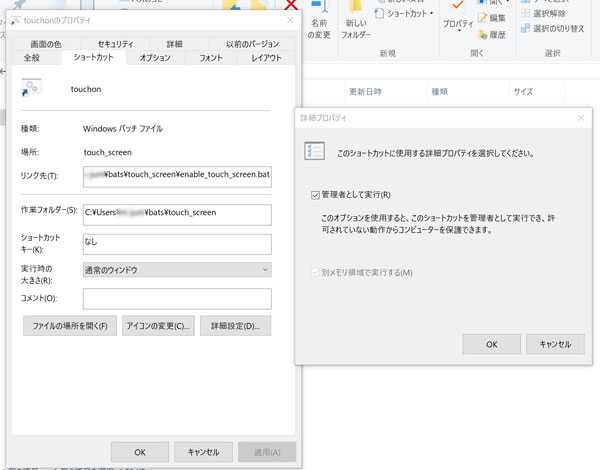 touchonのプロパティ
画面の色 セキュリティ 詳細 以前のバージョン
全般 ショートカット オプション フォント レイアウト
touchon
種類: Windows バッチ ファイル
場所: touch_screen
リンク先(T): ¥bats¥touch_screen¥enable_touch_screen.bat
作業フォルダー(S): C:¥Users¥ ¥bats¥touch_screen
ショートカット
キー(K): なし
実行時の
大きさ(R): 通常のウィンドウ
コメント(O):
ファイルの場所を開く(F) アイコンの変更(C)... 詳細設定(D)...
OK キャンセル 適用(A)
名前
の変更
新しい
フォルダー
ショートカット
新規
プロパティ
開く
編集
履歴
開く
選択解除
選択の切り替え
選択
更新日時 種類 サイズ
詳細プロパティ
このショートカットに使用する詳細プロパティを選択してください。
管理者として実行(R)
このオプションを使用すると、このショートカットを管理者として実行でき、許
可されていない動作からコンピューターを保護できます。
別メモリ領域で実行する(M)
OK キャンセル